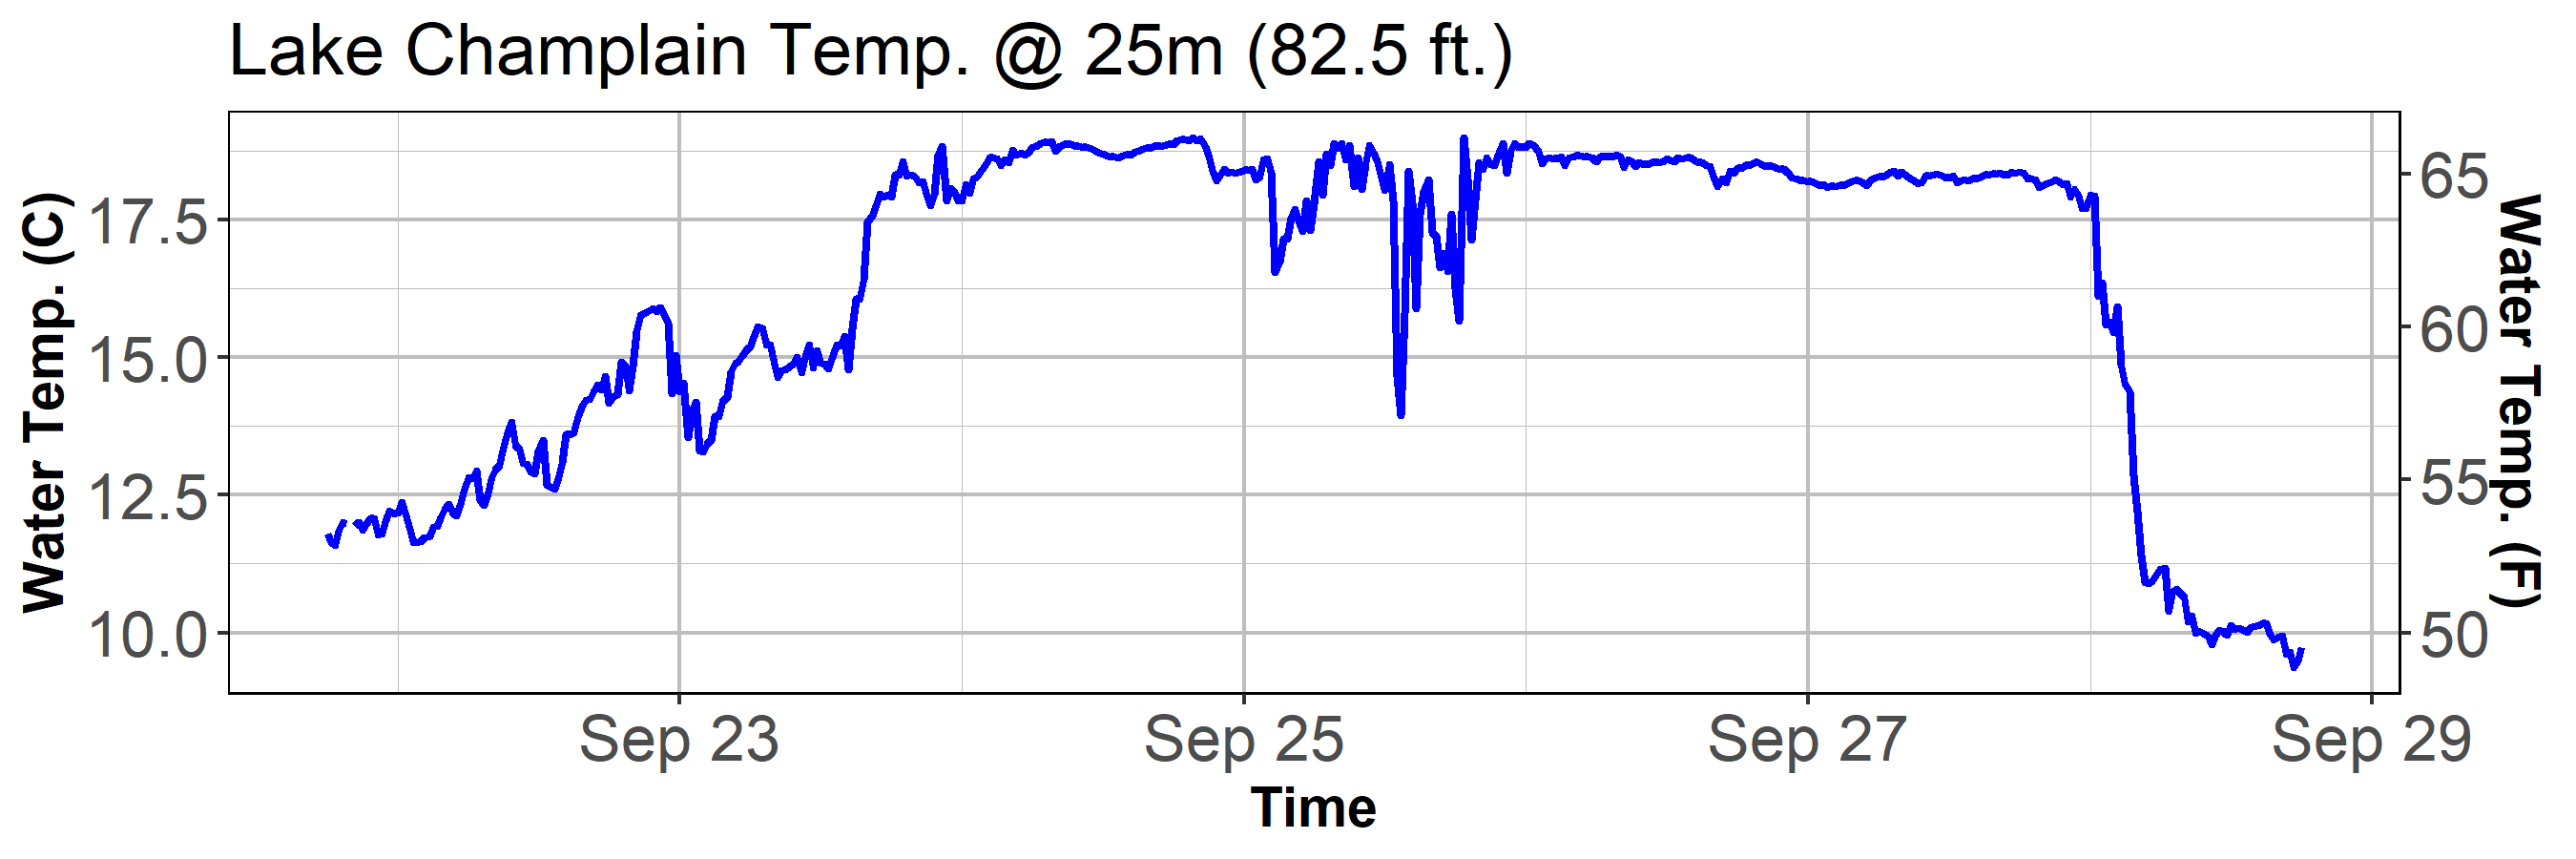 Lake Champlain Temp. @ 25m (82.5 ft.)
Water Temp. (C)
17.5
15.0
12.5
10.0
65
60
55
50
Water Temp. (F)
Sep 23 Sep 25 Sep 27 Sep 29
Time